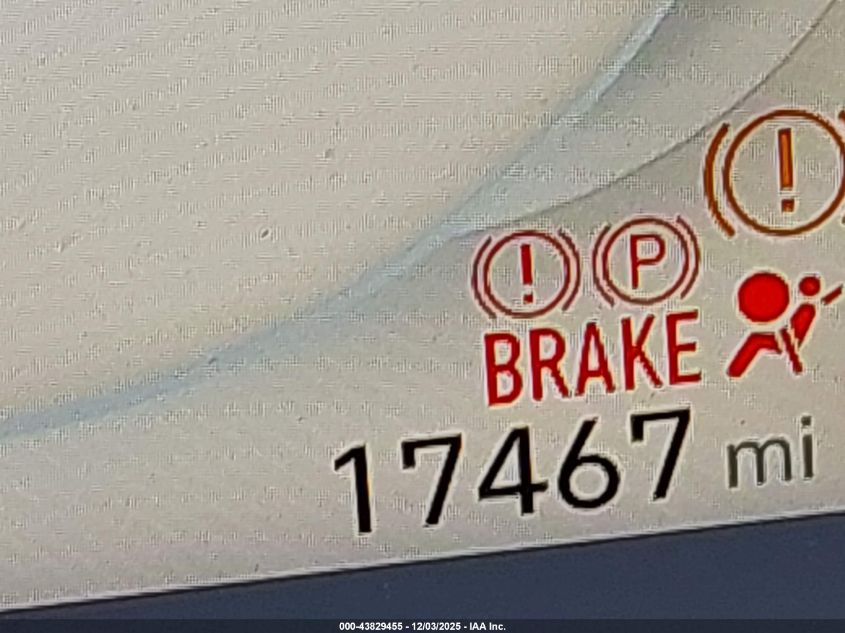 !
! P
BRAKE
17467 mi
000-43829455 - 12/03/2025 - IAA Inc.